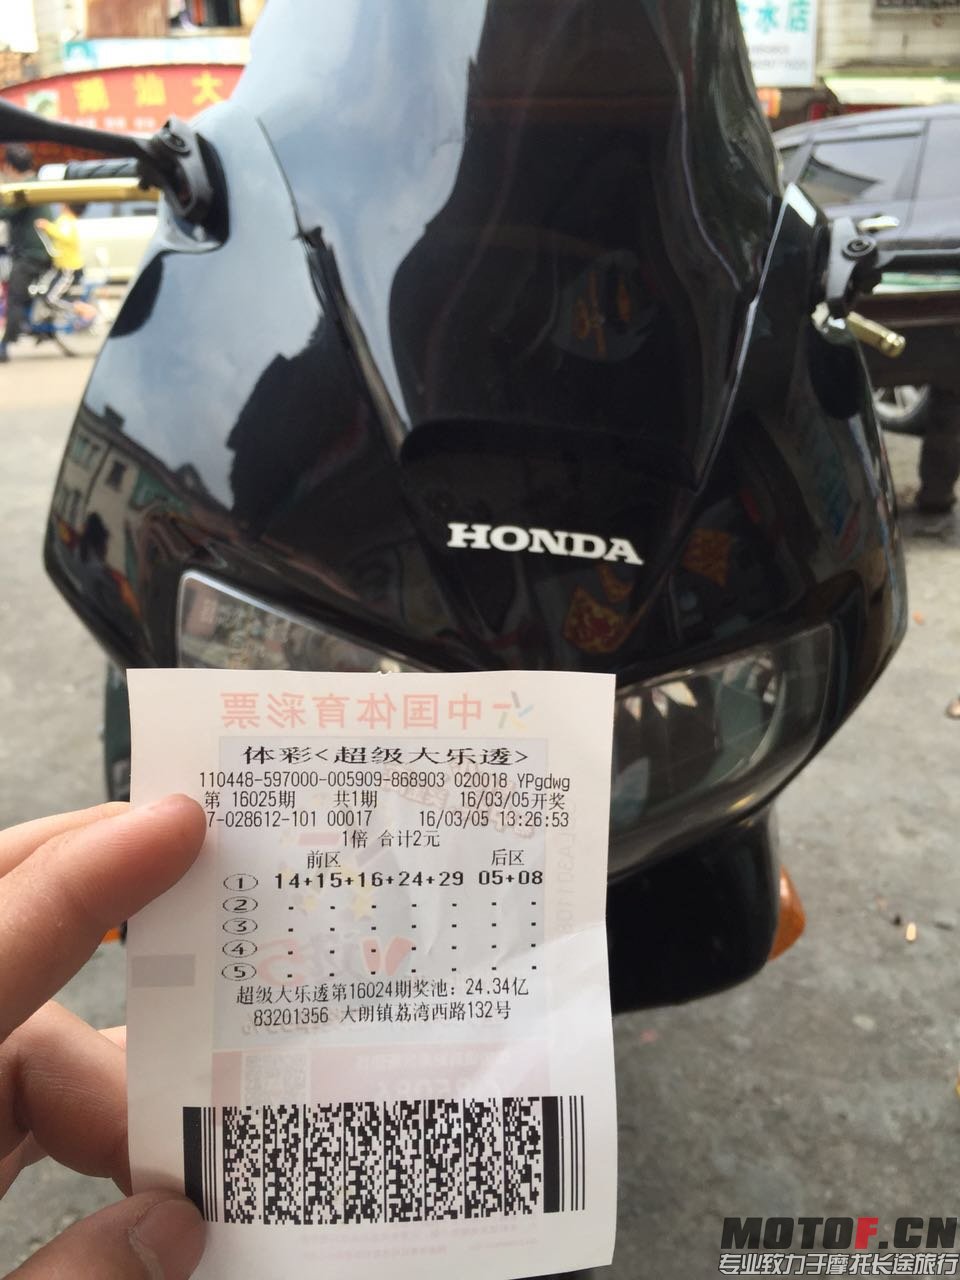 大
水店
HONDA
中国体育彩票
体彩<超级大乐透>
110448-597000-005909-868903 020018 YPgdwg
第 16025期 共1期 16/03/05开奖
7-028612-101 00017 16/03/05 13:26:53
1倍 合计2元
前区 后区
① 14+15+16+24+29 05+08
② - - - - - - -
③ - - - - - - -
④ - - - - - - -
⑤ - - - - - - -
超级大乐透第16024期奖池：24.34亿
83201356 大朗镇荔湾西路132号
MOTOF.CN
专业致力于摩托长途旅行